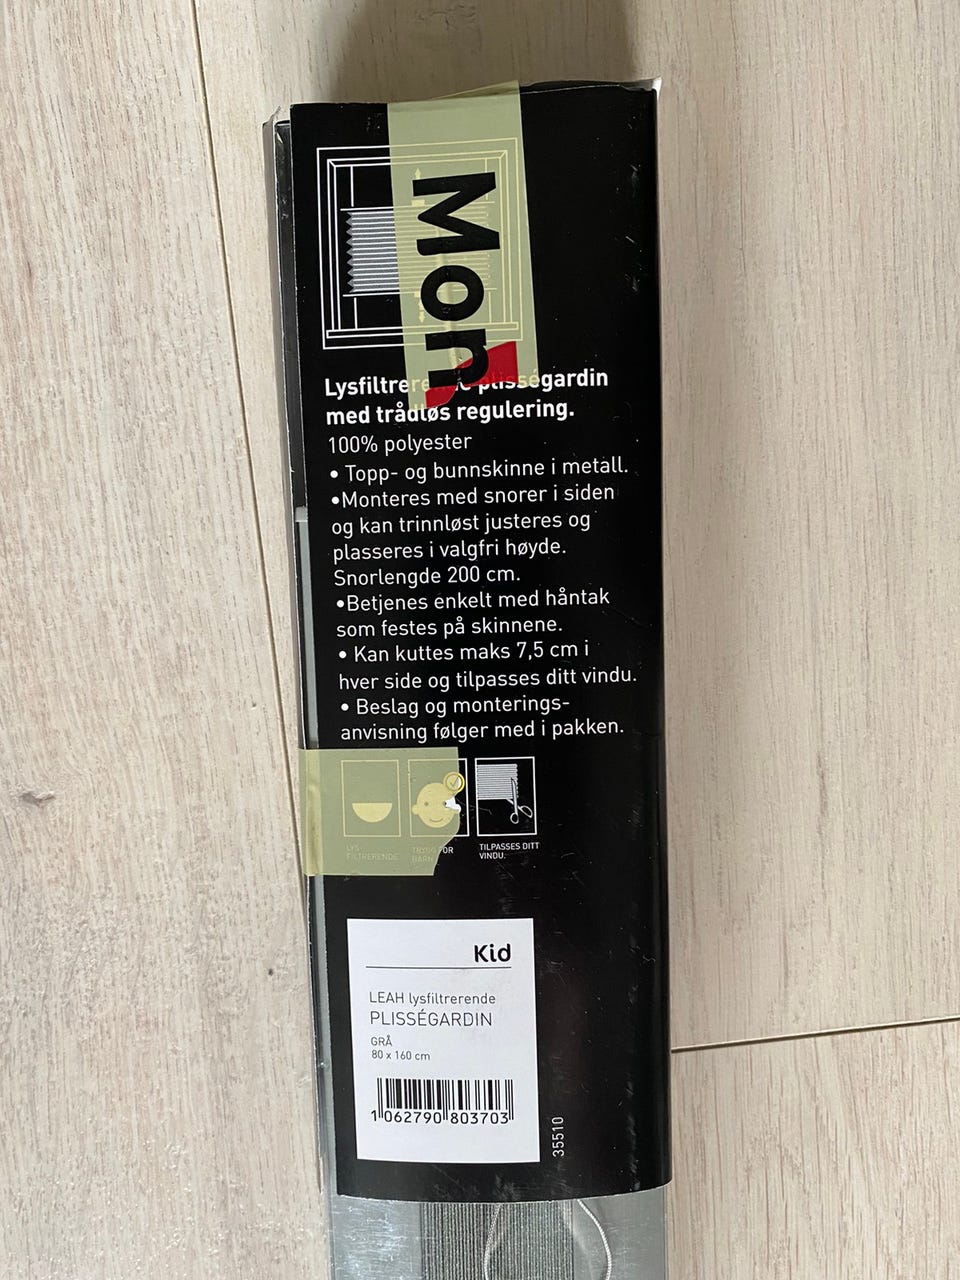 Mon
Lysfiltrerende plisségardin
med trådløs regulering.
100% polyester
• Topp- og bunnskinne i metall.
•Monteres med snorer i siden
og kan trinnløst justeres og
plasseres i valgfri høyde.
Snorlengde 200 cm.
•Betjenes enkelt med håntak
som festes på skinnene.
• Kan kuttes maks 7,5 cm i
hver side og tilpasses ditt vindu.
• Beslag og monterings-
anvisning følger med i pakken.
LYS-
FILTRERENDE
TRYGG FOR
BARN
TILPASSES DITT
VINDU.
Kid
LEAH lysfiltrerende
PLISSÉGARDIN
GRÅ
80 x 160 cm
1 062790 803703
35510